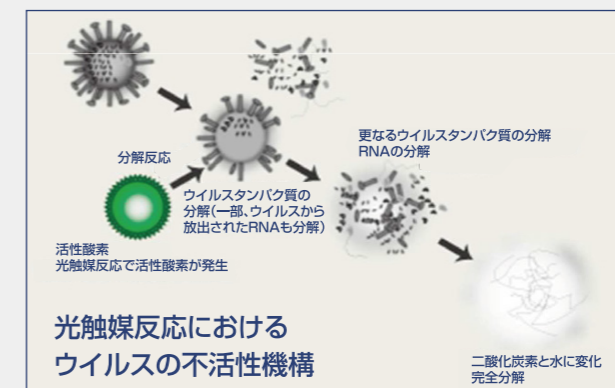 分解反応
活性酸素
光触媒反応で活性酸素が発生
ウイルスタンパク質の
分解(一部、ウイルスから
放出されたRNAも分解)
更なるウイルスタンパク質の分解
RNAの分解
二酸化炭素と水に変化
完全分解
光触媒反応における
ウイルスの不活性機構